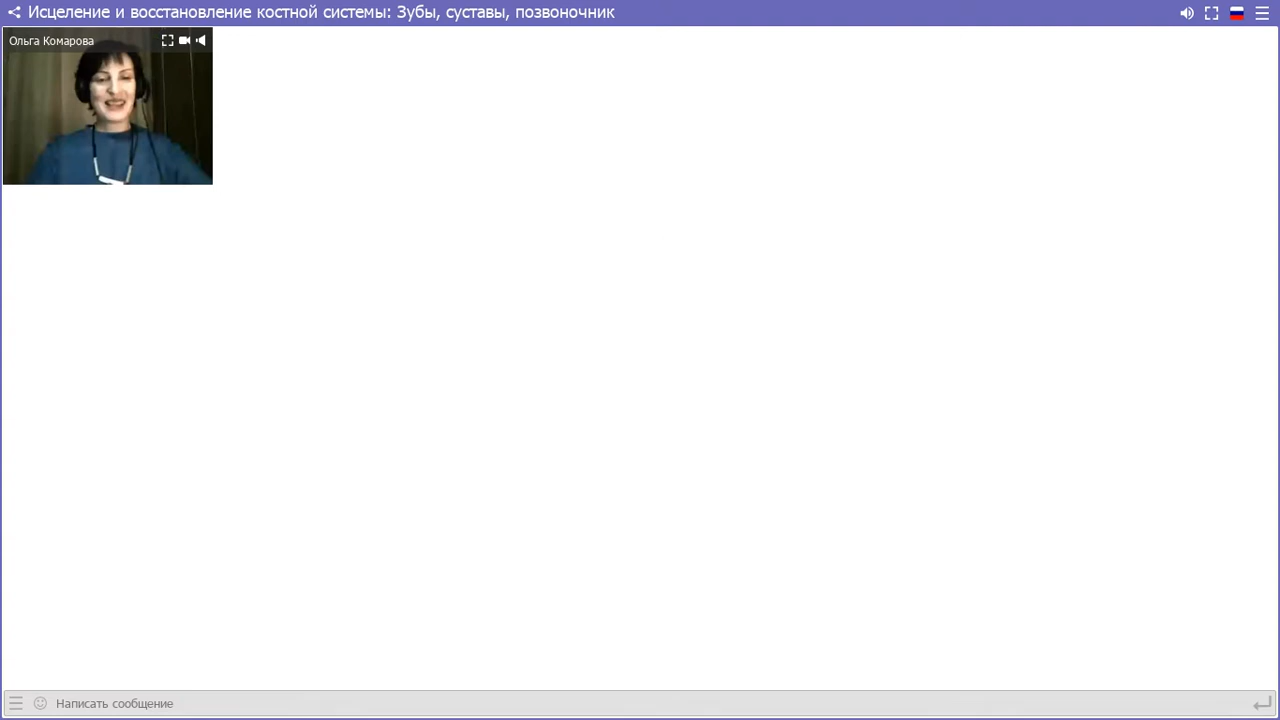 Исцеление и восстановление костной системы: Зубы, суставы, позвоночник
Ольга Комарова
Написать сообщение